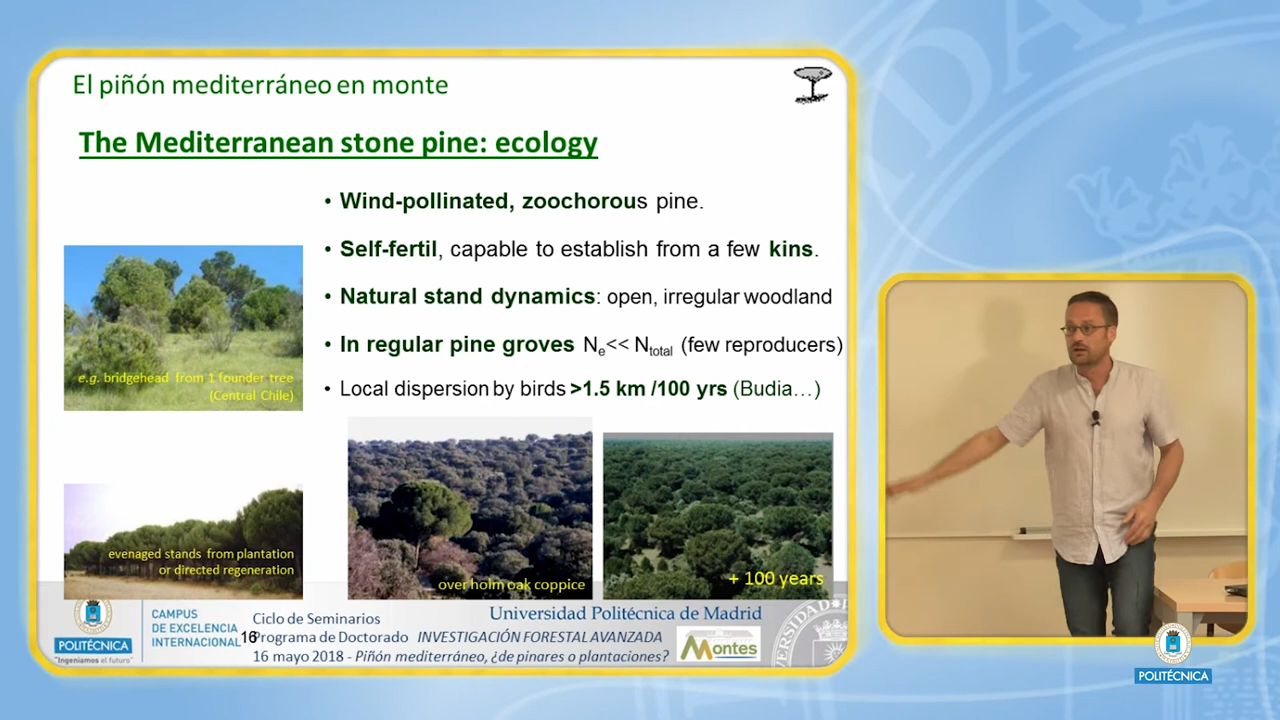 El piñón mediterráneo en monte
The Mediterranean stone pine: ecology
• Wind-pollinated, zoochorous pine.
• Self-fertil, capable to establish from a few kins.
• Natural stand dynamics: open, irregular woodland
• In regular pine groves Ne<< Ntotal (few reproducers)
• Local dispersion by birds >1.5 km /100 yrs (Budia…)
e.g. bridgehead from 1 founder tree
(Central Chile)
evenaged stands from plantation
or directed regeneration
over holm oak coppice
+ 100 years
POLITÉCNICA
"Ingeniamos el futuro"
CAMPUS
DE EXCELENCIA
INTERNACIONAL
16
Ciclo de Seminarios
Programa de Doctorado INVESTIGACIÓN FORESTAL AVANZADA
16 mayo 2018 - Piñón mediterráneo, ¿de pinares o plantaciones?
Universidad Politécnica de Madrid
Montes
POLITÉCNICA